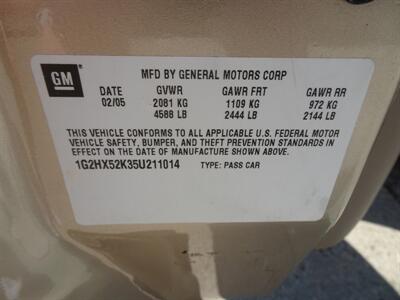 GM
MFD BY GENERAL MOTORS CORP
DATE GVWR GAWR FRT GAWR RR
02/05 2081 KG 1109 KG 972 KG
4588 LB 2444 LB 2144 LB
THIS VEHICLE CONFORMS TO ALL APPLICABLE U.S. FEDERAL MOTOR
VEHICLE SAFETY, BUMPER, AND THEFT PREVENTION STANDARDS IN
EFFECT ON THE DATE OF MANUFACTURE SHOWN ABOVE.
1G2HX52K35U211014 TYPE: PASS CAR